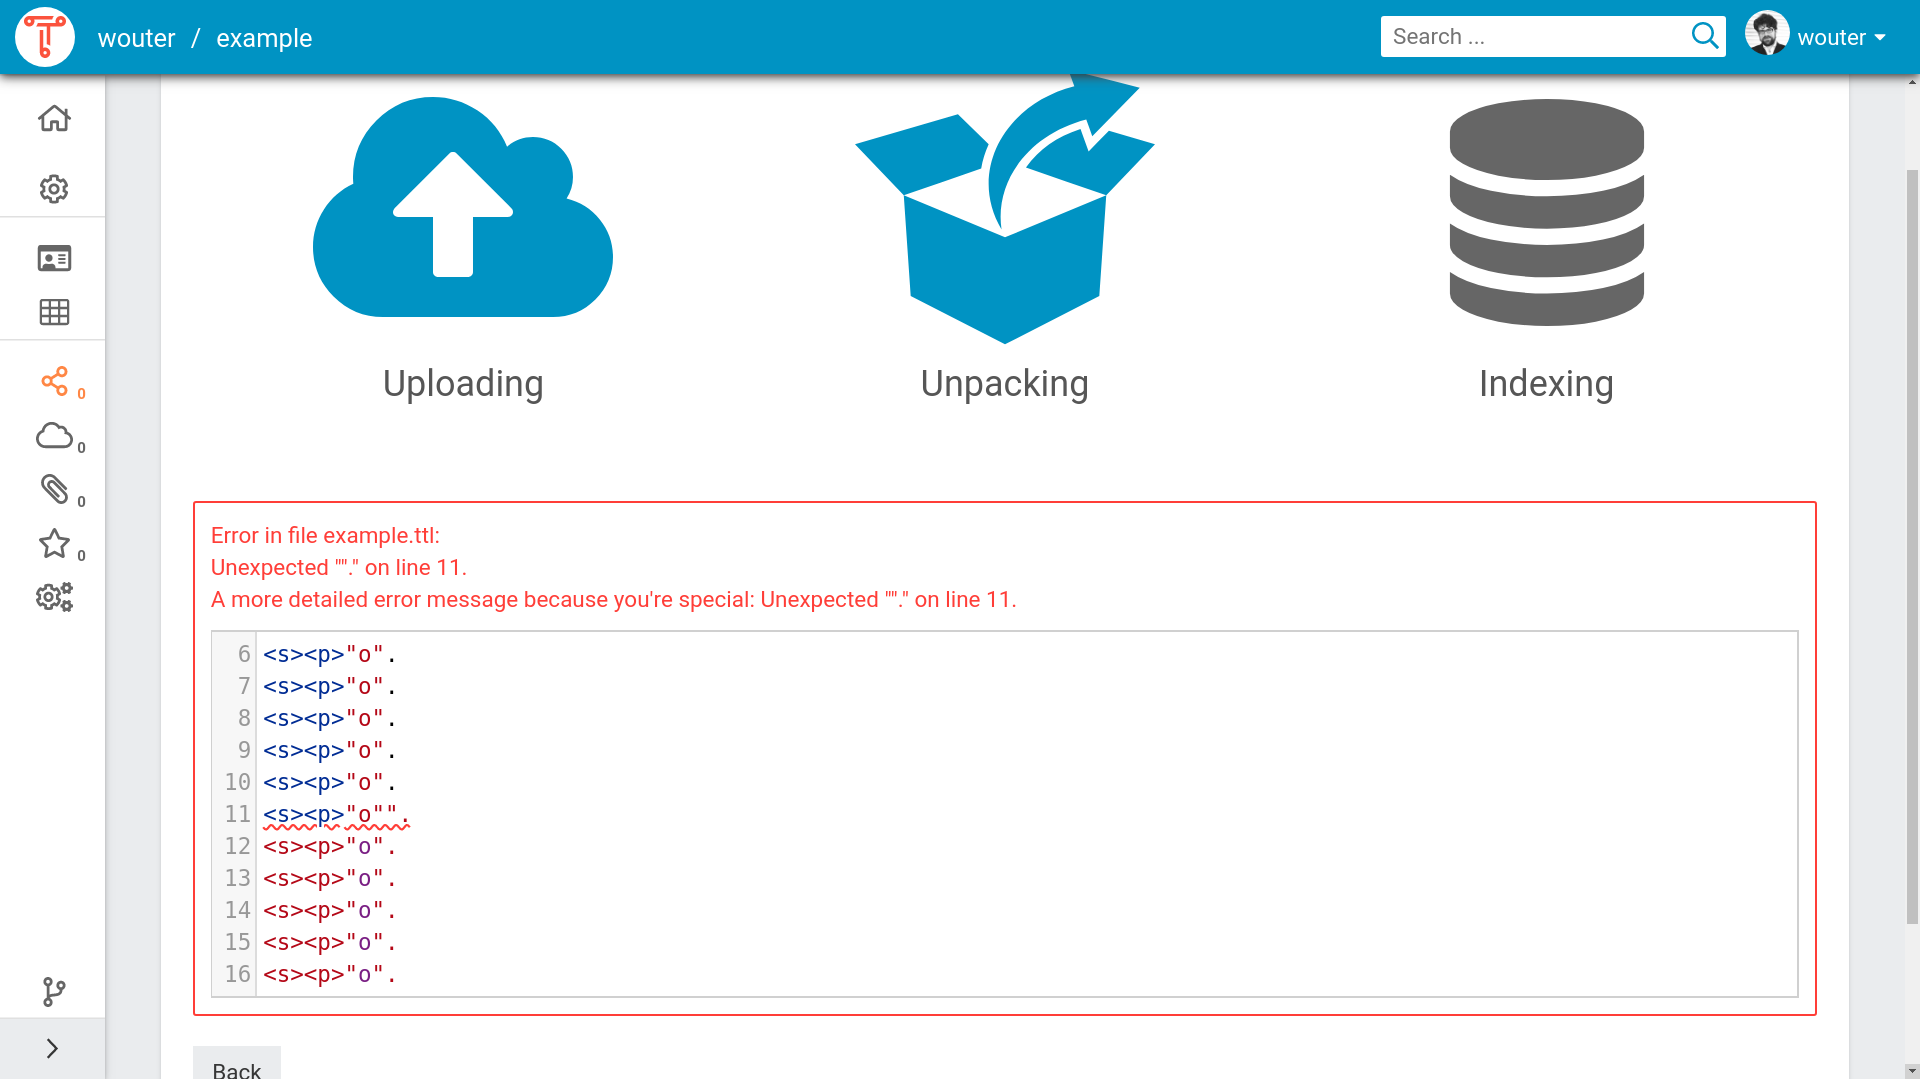 wouter / example
Search ...
wouter
0
0
0
0
Uploading
Unpacking
Indexing
Error in file example.ttl:
Unexpected """." on line 11.
A more detailed error message because you're special: Unexpected """." on line 11.
6 <s><p>"o".
7 <s><p>"o".
8 <s><p>"o".
9 <s><p>"o".
10 <s><p>"o".
11 <s><p>"o"".
12 <s><p>"o".
13 <s><p>"o".
14 <s><p>"o".
15 <s><p>"o".
16 <s><p>"o".
Back